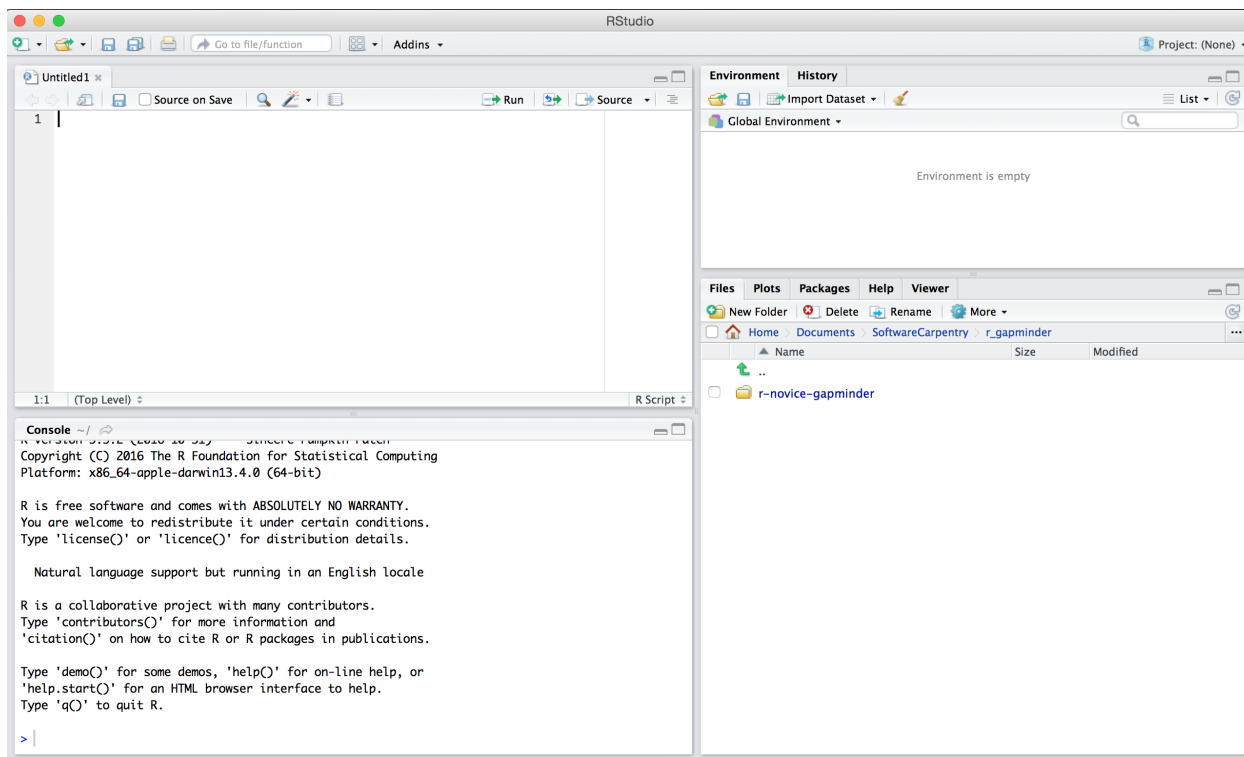 RStudio
Go to file/function
Addins
Project: (None)
Untitled1
Source on Save
Run
Source
1
1:1 (Top Level)
R Script
Console ~/
Copyright (C) 2016 The R Foundation for Statistical Computing
Platform: x86_64-apple-darwin13.4.0 (64-bit)
R is free software and comes with ABSOLUTELY NO WARRANTY.
You are welcome to redistribute it under certain conditions.
Type 'license()' or 'licence()' for distribution details.
Natural language support but running in an English locale
R is a collaborative project with many contributors.
Type 'contributors()' for more information and
'citation()' on how to cite R or R packages in publications.
Type 'demo()' for some demos, 'help()' for on-line help, or
'help.start()' for an HTML browser interface to help.
Type 'q()' to quit R.
>
Environment History
Import Dataset
List
Global Environment
Environment is empty
Files Plots Packages Help Viewer
New Folder Delete Rename More
Home Documents SoftwareCarpentry r_gapminder
Name Size Modified
..
r-novice-gapminder